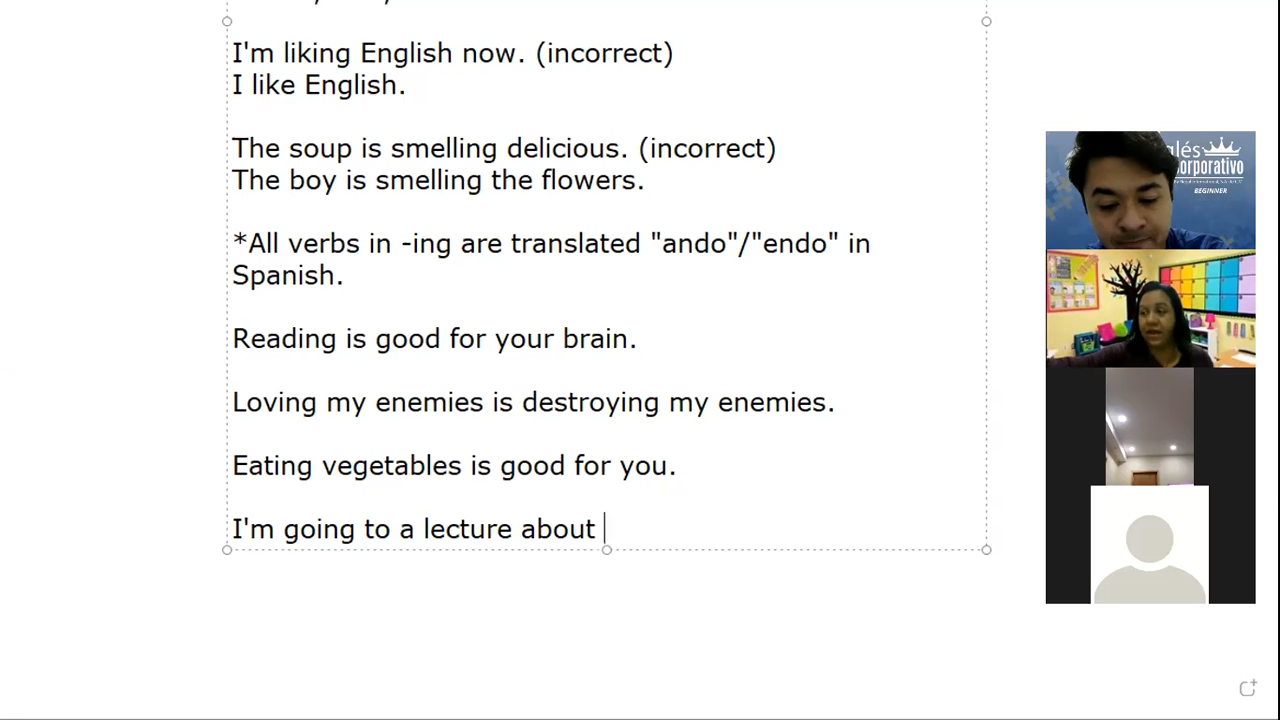 I'm liking English now. (incorrect)
I like English.
The soup is smelling delicious. (incorrect)
The boy is smelling the flowers.
*All verbs in -ing are translated "ando"/"endo" in
Spanish.
Reading is good for your brain.
Loving my enemies is destroying my enemies.
Eating vegetables is good for you.
I'm going to a lecture about
BEGINNER